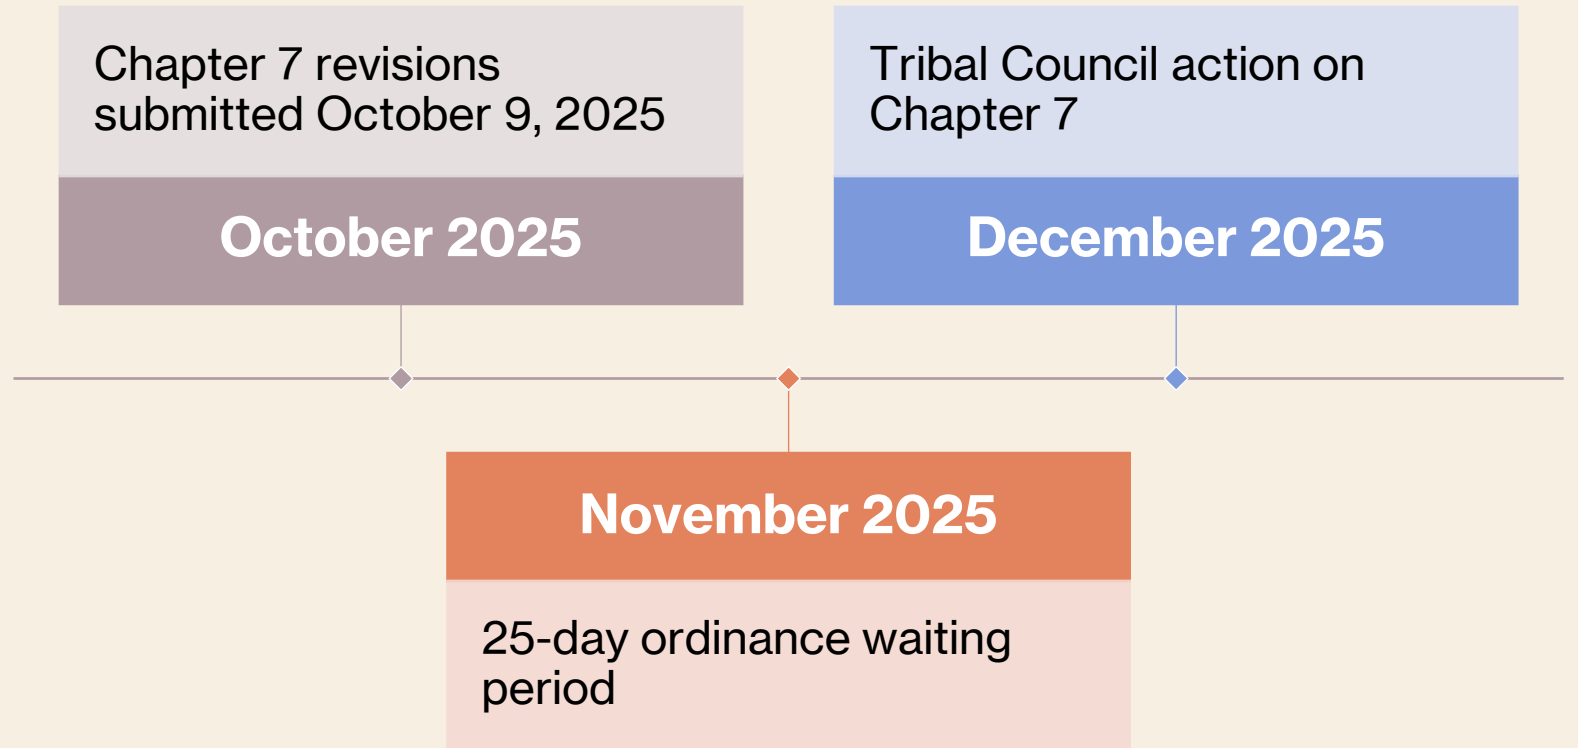 Chapter 7 revisions
submitted October 9, 2025
October 2025
Tribal Council action on
Chapter 7
December 2025
November 2025
25-day ordinance waiting
period